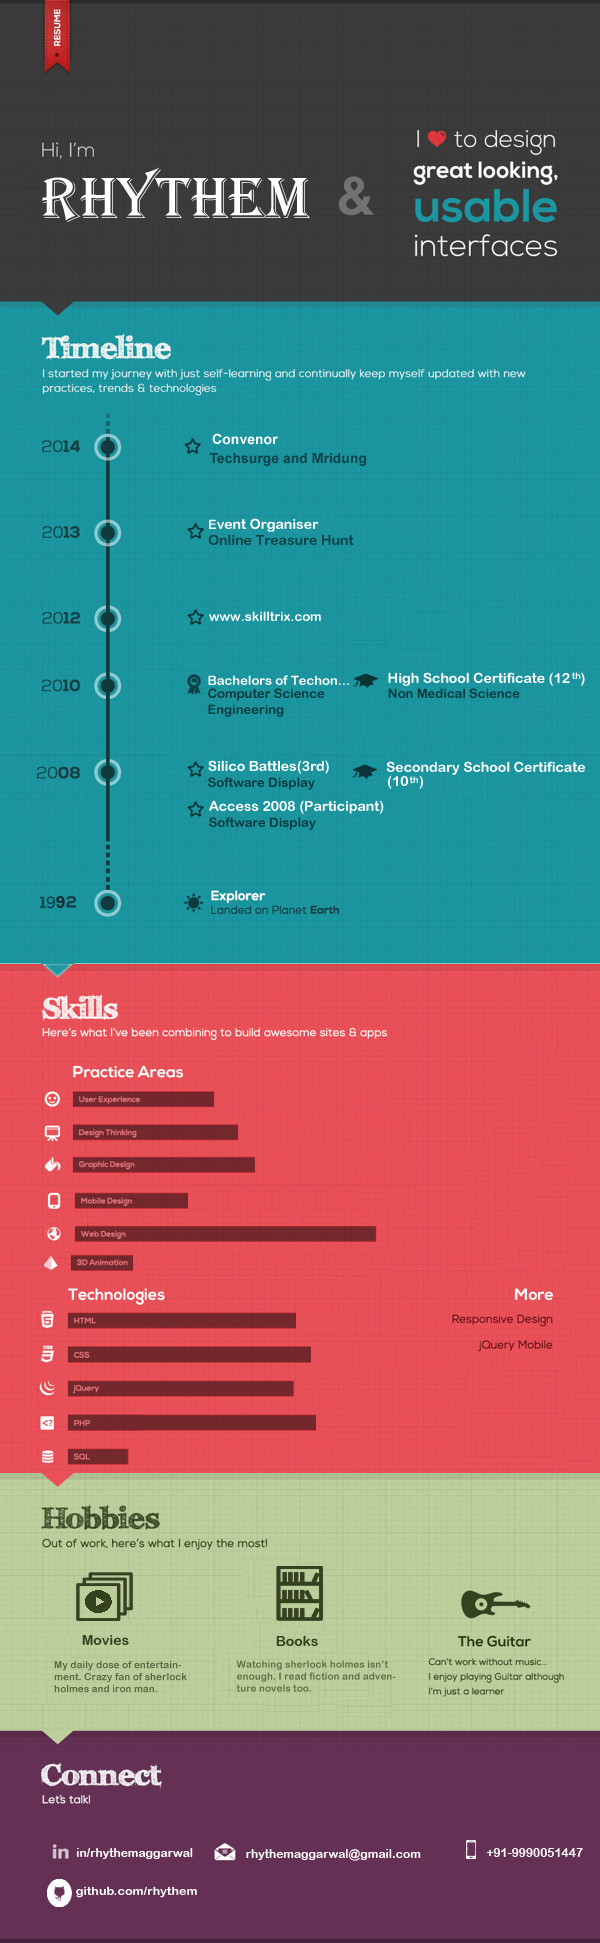 RESUME
Hi, I'm
RHYTHEM
&
I to design
great looking,
usable
interfaces
Timeline
I started my journey with just self-learning and continually keep myself updated with new
practices, trends & technologies
2014
Convenor
Techsurge and Mridung
2013
Event Organiser
Online Treasure Hunt
2012
www.skilltrix.com
2010
Bachelors of Techon...
Computer Science
Engineering
High School Certificate (12th)
Non Medical Science
2008
Silico Battles(3rd)
Software Display
Secondary School Certificate
(10th)
Access 2008 (Participant)
Software Display
1992
Explorer
Landed on Planet Earth
Skills
Here's what I've been combining to build awesome sites & apps
Practice Areas
User Experience
Design Thinking
Graphic Design
Mobile Design
Web Design
3D Animation
Technologies
HTML
CSS
jQuery
PHP
SQL
More
Responsive Design
jQuery Mobile
Hobbies
Out of work, here's what I enjoy the most!
Movies
My daily dose of entertain-
ment. Crazy fan of sherlock
holmes and iron man.
Books
Watching sherlock holmes isn't
enough. I read fiction and adven-
ture novels too.
The Guitar
Can't work without music...
I enjoy playing Guitar although
I'm just a learner
Connect
Let's talk!
in/rhythemaggarwal
rhythemaggarwal@gmail.com
+91-9990051447
github.com/rhythem